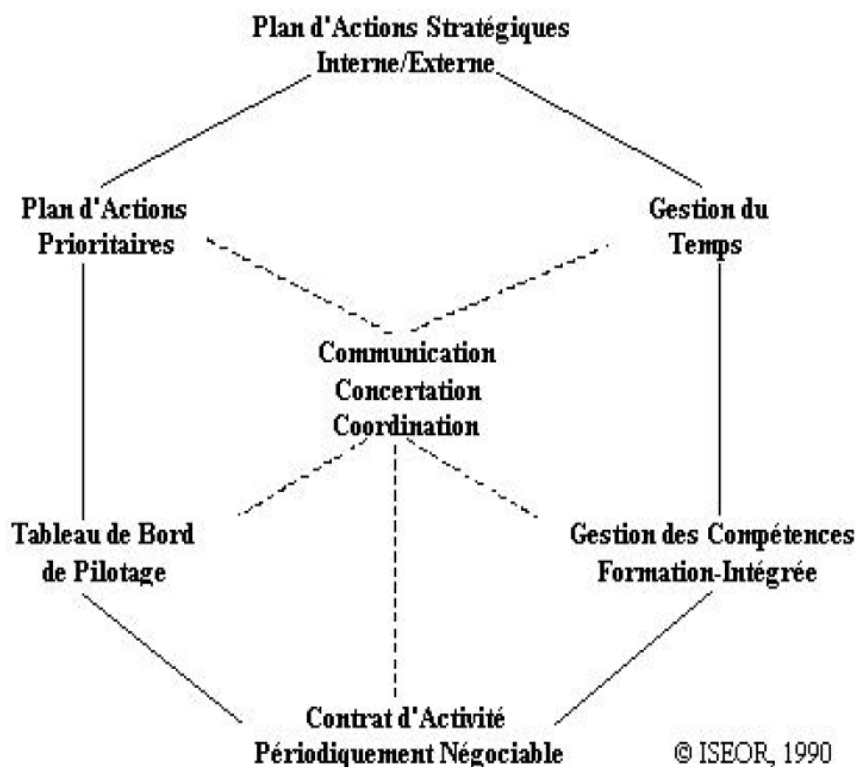 Plan d'Actions Stratégiques
Interne/Externe
Plan d'Actions
Prioritaires
Gestion du
Temps
Communication
Concertation
Coordination
Tableau de Bord
de Pilotage
Gestion des Compétences
Formation-Intégrée
Contrat d'Activité
Périodiquement Négociable
© ISEOR, 1990